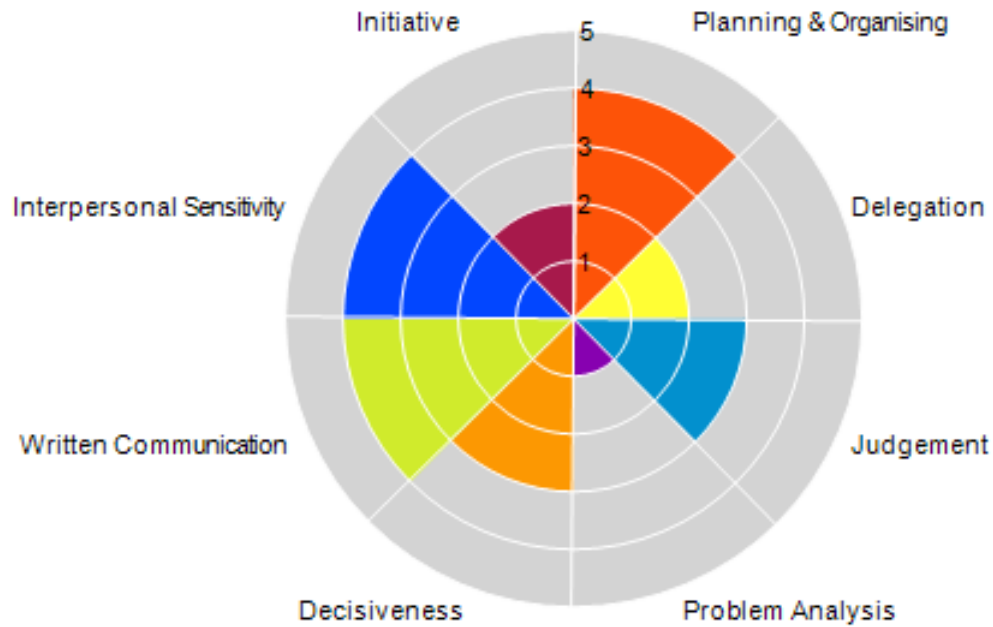 Initiative
Planning & Organising
5
4
3
2
1
Interpersonal Sensitivity
Delegation
Written Communication
Judgement
Decisiveness
Problem Analysis